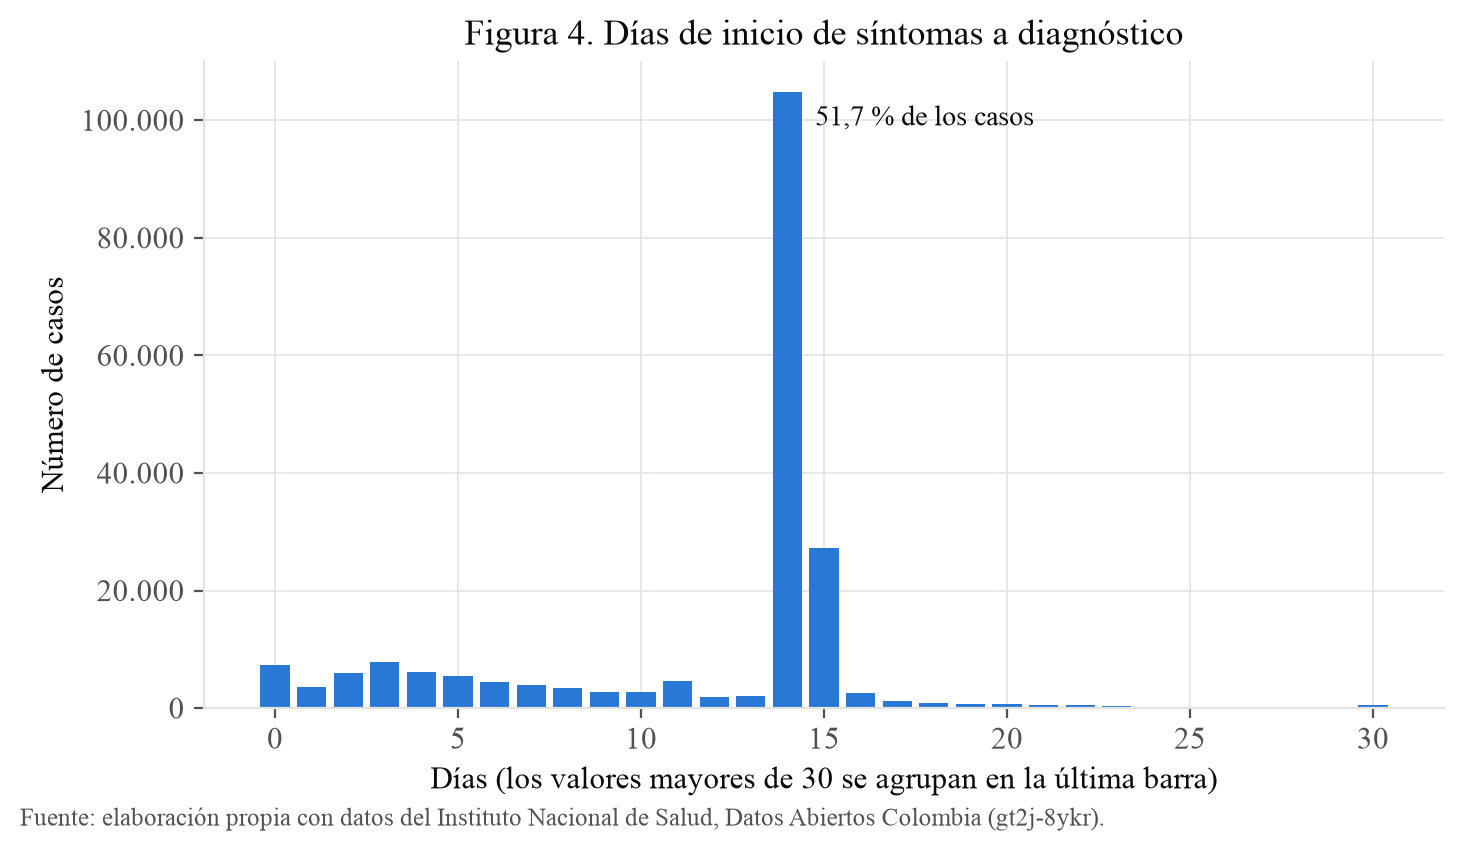 Figura 4. Días de inicio de síntomas a diagnóstico
51,7 % de los casos
Número de casos
100.000
80.000
60.000
40.000
20.000
0
0 5 10 15 20 25 30
Días (los valores mayores de 30 se agrupan en la última barra)
Fuente: elaboración propia con datos del Instituto Nacional de Salud, Datos Abiertos Colombia (gt2j-8ykr).